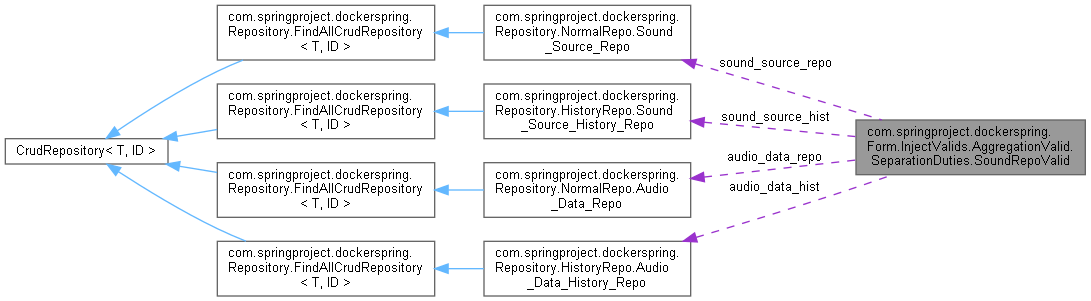 com.springproject.dockerspring.
Repository.FindAllCrudRepository
< T, ID >
com.springproject.dockerspring.
Repository.NormalRepo.Sound
_Source_Repo
sound_source_repo
com.springproject.dockerspring.
Repository.FindAllCrudRepository
< T, ID >
com.springproject.dockerspring.
Repository.HistoryRepo.Sound
_Source_History_Repo
sound_source_hist
CrudRepository< T, ID >
com.springproject.dockerspring.
Form.InjectValids.AggregationValid.
SeparationDuties.SoundRepoValid
com.springproject.dockerspring.
Repository.FindAllCrudRepository
< T, ID >
com.springproject.dockerspring.
Repository.NormalRepo.Audio
_Data_Repo
audio_data_repo
audio_data_hist
com.springproject.dockerspring.
Repository.FindAllCrudRepository
< T, ID >
com.springproject.dockerspring.
Repository.HistoryRepo.Audio
_Data_History_Repo